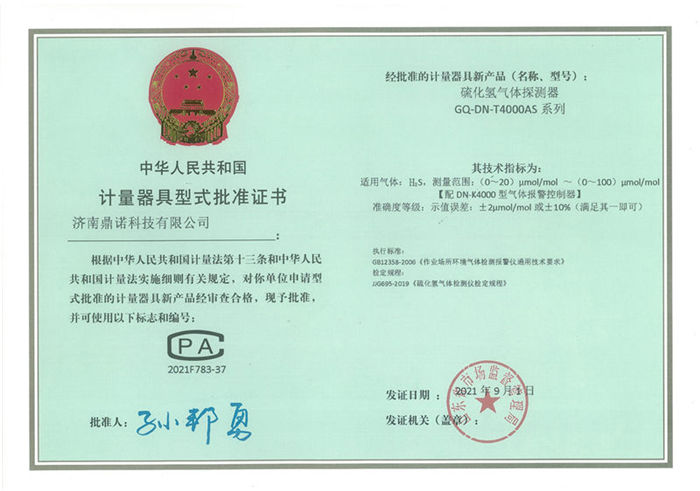 中华人民共和国
计量器具型式批准证书
济南鼎诺科技有限公司
根据中华人民共和国计量法第十三条和中华人民
共和国计量法实施细则有关规定，对你单位申请型
式批准的计量器具新产品经审查合格，现予批准，
并可使用以下标志和编号：
CPA
2021F783-37
批准人：
经批准的计量器具新产品（名称、型号）：
硫化氢气体探测器
GQ-DN-T4000AS 系列
其技术指标为：
适用气体：H₂S，测量范围：（0～20）μmol/mol ～（0～100）μmol/mol
【配 DN-K4000 型气体报警控制器】
准确度等级：示值误差：±2μmol/mol 或±10%（满足其一即可）
执行标准：
GB12358-2006《作业场所环境气体检测报警仪通用技术要求》
检定规程：
JJG695-2019《硫化氢气体检测仪检定规程》
发证日期：2021 年 9 月 1 日
发证机关（盖章）：
东省市场监督管理局